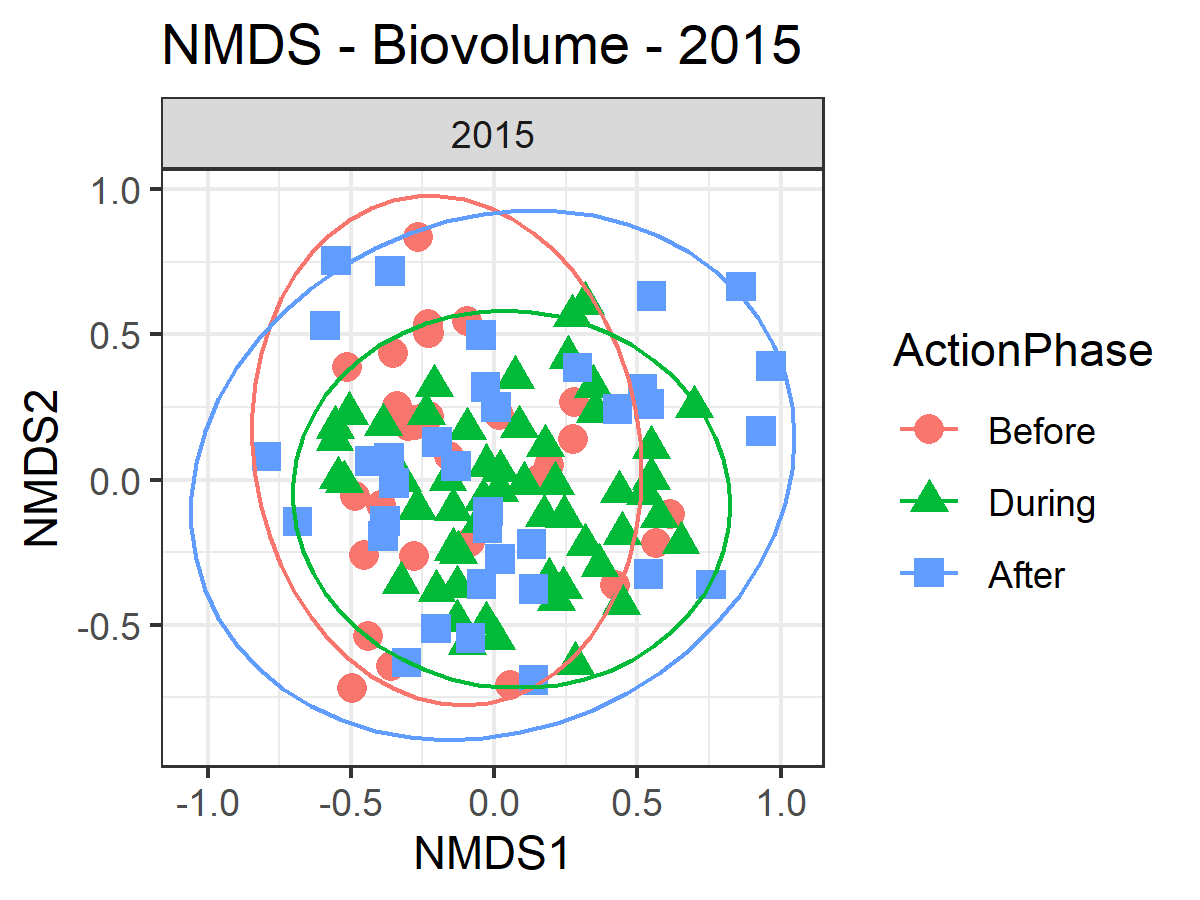 NMDS - Biovolume - 2015
2015
1.0
0.5
0.0
-0.5
NMDS2
-1.0 -0.5 0.0 0.5 1.0
NMDS1
ActionPhase
Before
During
After